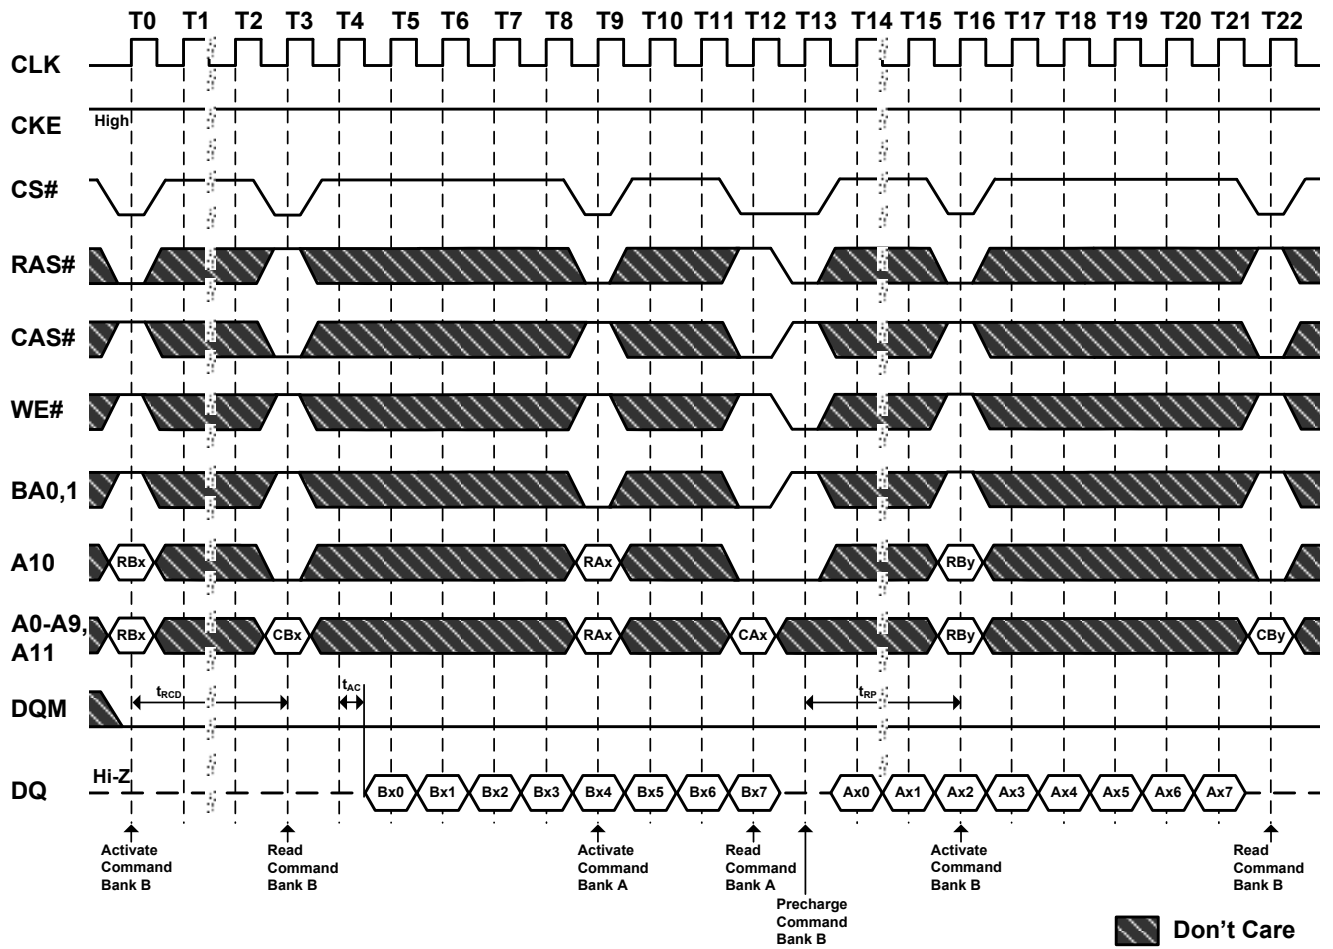 T0 T1 T2 T3 T4 T5 T6 T7 T8 T9 T10 T11 T12 T13 T14 T15 T16 T17 T18 T19 T20 T21 T22
CLK
CKE High
CS#
RAS#
CAS#
WE#
BA0,1
A10 RBx RAx RBy
A0-A9,
A11 RBx CBx RAx CAx RBy CBy
DQM tRCD tAC tRP
Hi-Z
DQ Bx0 Bx1 Bx2 Bx3 Bx4 Bx5 Bx6 Bx7 Ax0 Ax1 Ax2 Ax3 Ax4 Ax5 Ax6 Ax7
Activate
Command
Bank B
Read
Command
Bank B
Activate
Command
Bank A
Read
Command
Bank A
Precharge
Command
Bank B
Activate
Command
Bank B
Read
Command
Bank B
Don't Care